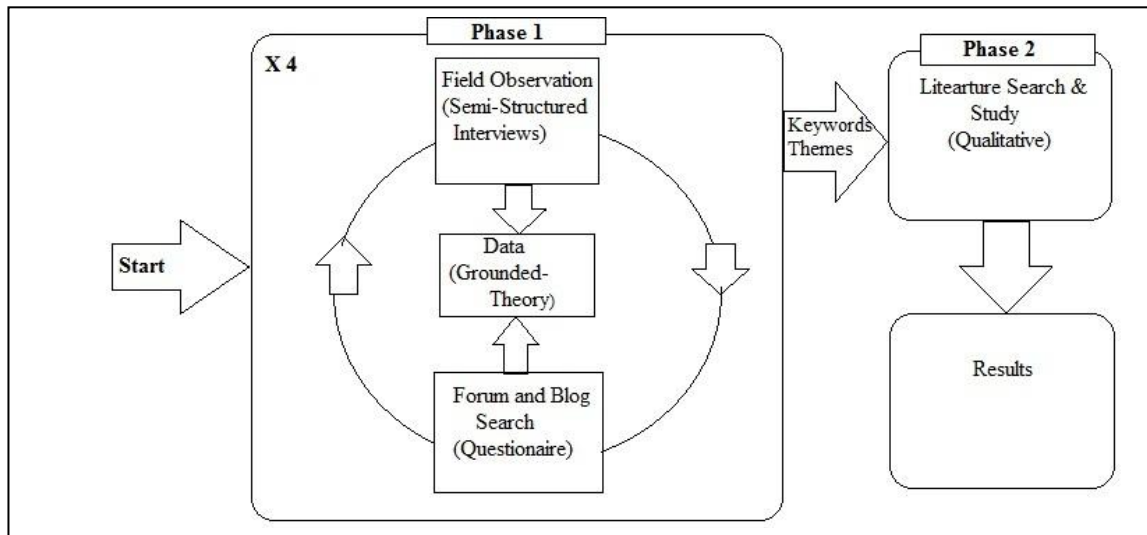 Phase 1
X 4
Field Observation
(Semi-Structured
Interviews)
Data
(Grounded-
Theory)
Forum and Blog
Search
(Questionaire)
Start
Keywords
Themes
Phase 2
Litearture Search &
Study
(Qualitative)
Results